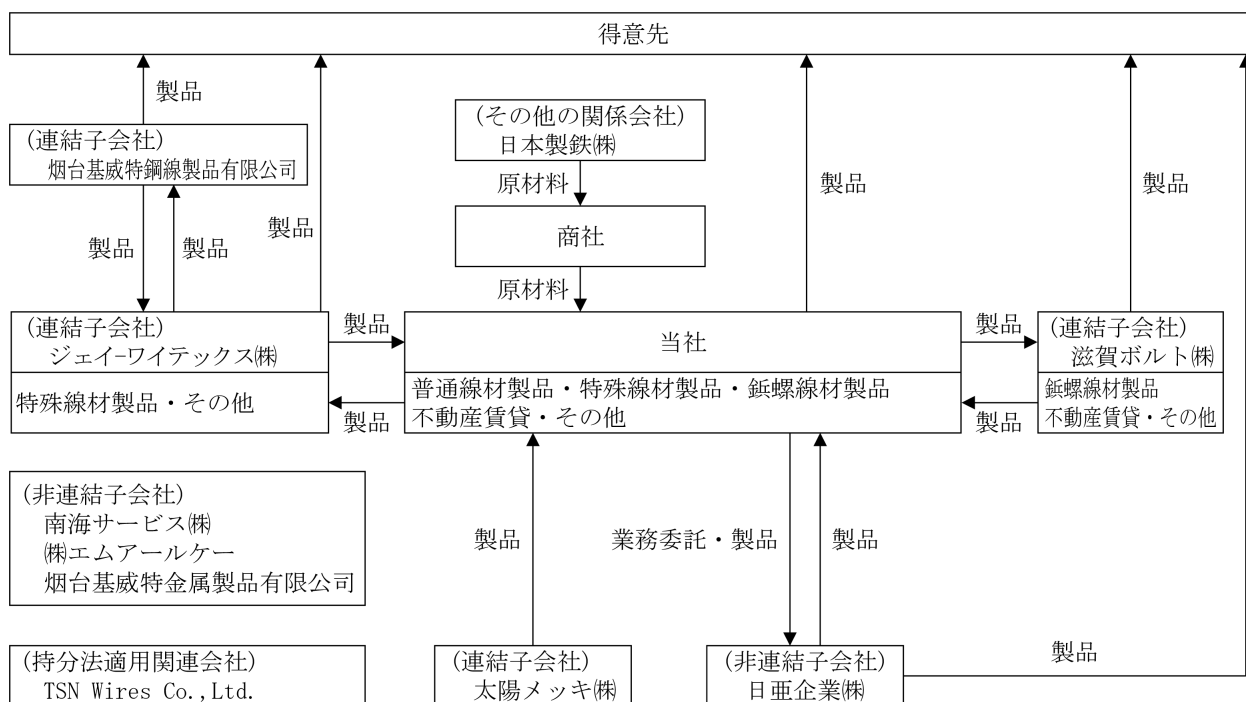 得意先
製品
(連結子会社)
烟台基威特鋼線製品有限公司
製品
製品
製品
(その他の関係会社)
日本製鉄㈱
原材料
商社
原材料
製品
製品
(連結子会社)
ジェイ-ワイテックス㈱
特殊線材製品・その他
製品
製品
当社
普通線材製品・特殊線材製品・鋲螺線材製品
不動産賃貸・その他
製品
製品
(連結子会社)
滋賀ボルト㈱
鋲螺線材製品
不動産賃貸・その他
(非連結子会社)
南海サービス㈱
㈱エムアールケー
烟台基威特金属製品有限公司
製品
業務委託・製品
製品
(持分法適用関連会社)
TSN Wires Co.,Ltd.
(連結子会社)
太陽メッキ㈱
(非連結子会社)
日亜企業㈱
製品